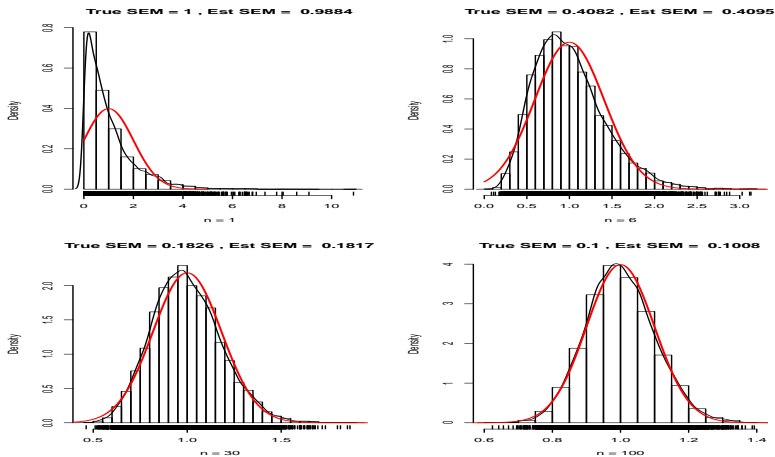 True SEM = 1 , Est SEM = 0.9884
Density
0.0 0.2 0.4 0.6 0.8
0 2 4 6 8 10
n = 1
True SEM = 0.4082 , Est SEM = 0.4095
Density
0.0 0.2 0.4 0.6 0.8 1.0
0.0 0.5 1.0 1.5 2.0 2.5 3.0
n = 6
True SEM = 0.1826 , Est SEM = 0.1817
Density
0.0 0.5 1.0 1.5 2.0
0.5 1.0 1.5
n = 30
True SEM = 0.1 , Est SEM = 0.1008
Density
0 1 2 3 4
0.6 0.8 1.0 1.2 1.4
n = 100